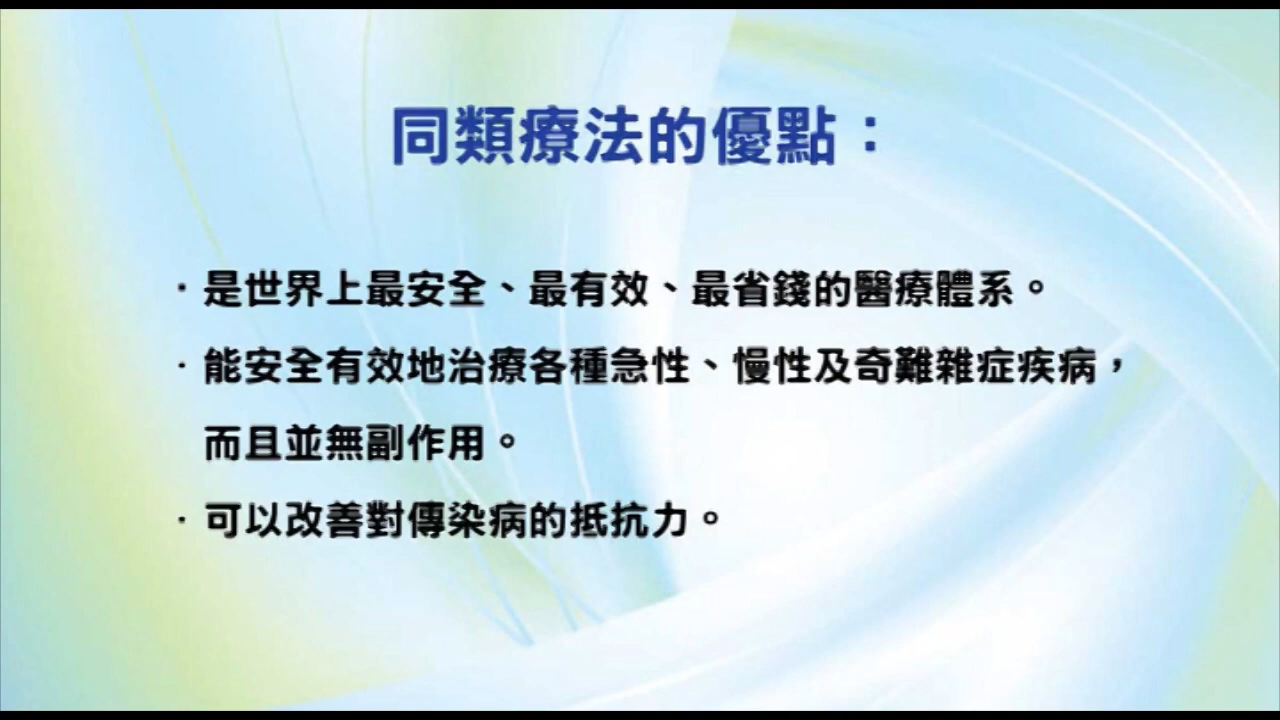 同類療法的優點：
·是世界上最安全、最有效、最省錢的醫療體系。
·能安全有效地治療各種急性、慢性及奇難雜症疾病，
而且並無副作用。
·可以改善對傳染病的抵抗力。